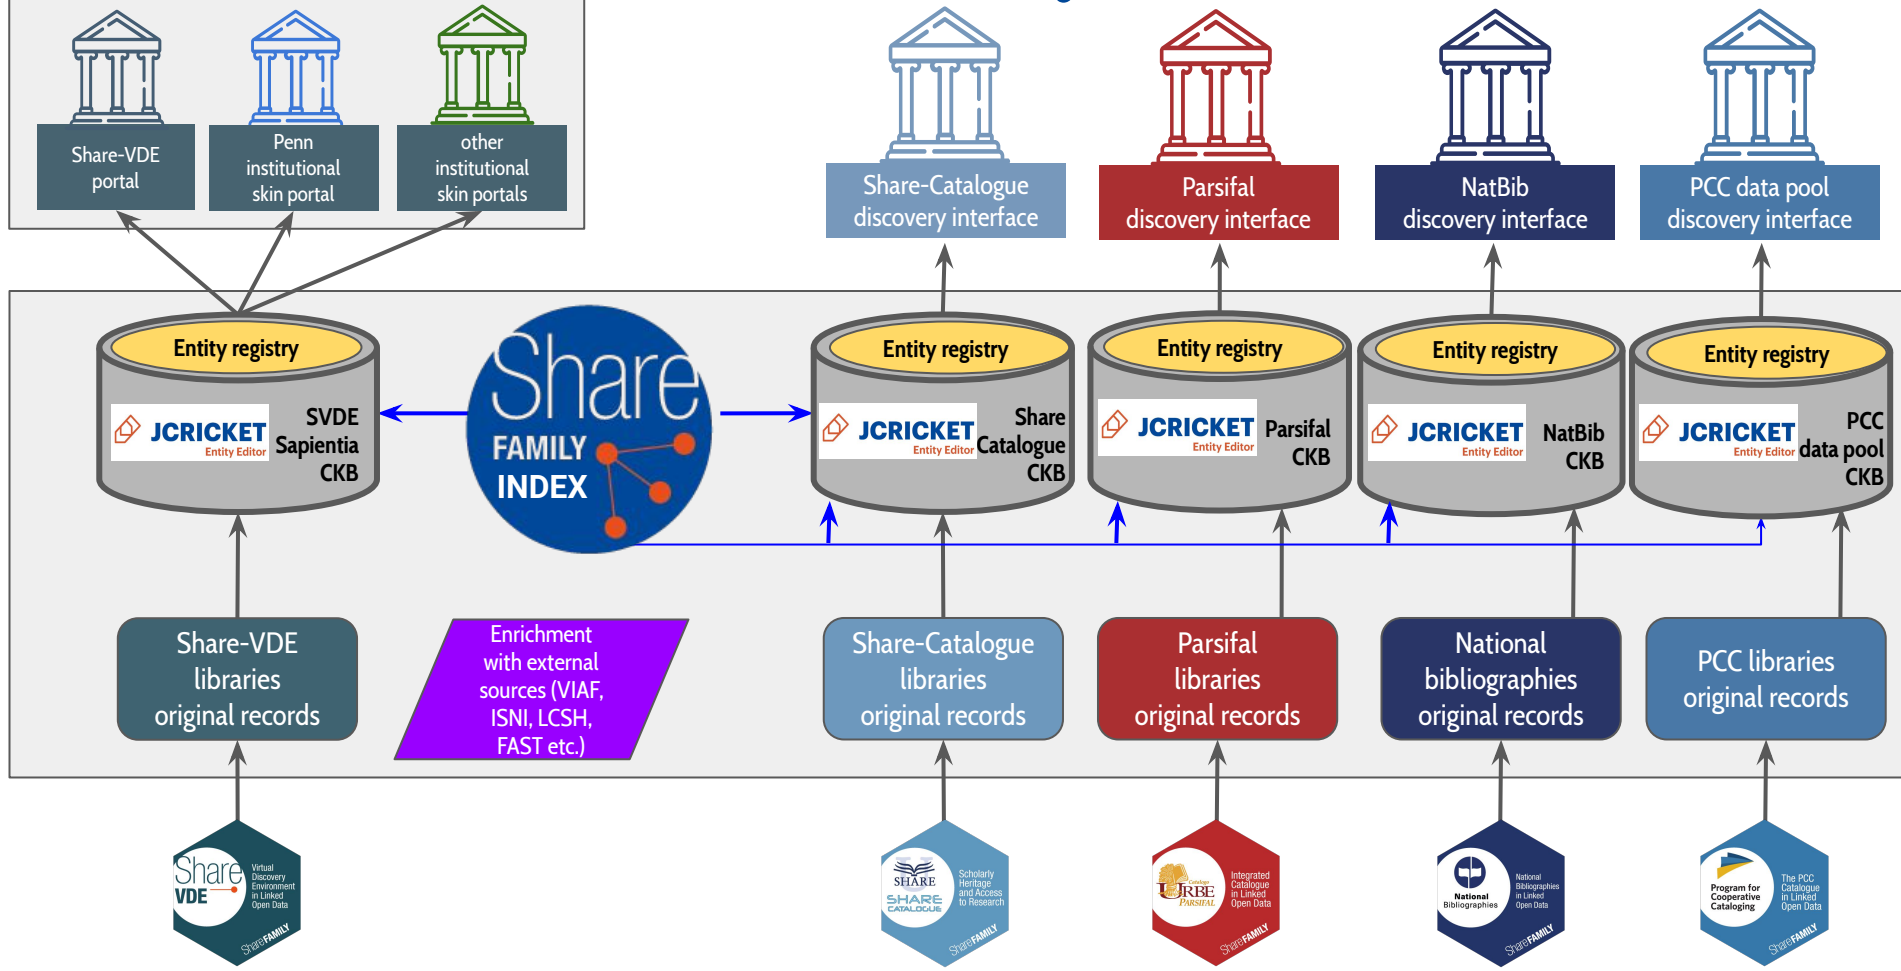 Share-VDE
portal
Penn
institutional
skin portal
other
institutional
skin portals
Share-Catalogue
discovery interface
Parsifal
discovery interface
NatBib
discovery interface
PCC data pool
discovery interface
Entity registry
JCRICKET
Entity Editor
SVDE
Sapientia
CKB
Share
FAMILY
INDEX
Entity registry
JCRICKET
Entity Editor
Share
Catalogue
CKB
Entity registry
JCRICKET
Entity Editor
Parsifal
CKB
Entity registry
JCRICKET
Entity Editor
NatBib
CKB
Entity registry
JCRICKET
Entity Editor
PCC
data pool
CKB
Share-VDE
libraries
original records
Enrichment
with external
sources (VIAF,
ISNI, LCSH,
FAST etc.)
Share-Catalogue
libraries
original records
Parsifal
libraries
original records
National
bibliographies
original records
PCC libraries
original records
Share
VDE
Virtual
Discovery
Environment
in Linked
Open Data
ShareFAMILY
SHARE
SHARE
CATALOGUE
Scholarly
Heritage
and Access
to Research
ShareFAMILY
Catalogo
URBE
PARSIFAL
Integrated
Catalogue
in Linked
Open Data
ShareFAMILY
National
Bibliographies
National
Bibliographies
in Linked
Open Data
ShareFAMILY
Program for
Cooperative
Cataloging
The PCC
Catalogue
in Linked
Open Data
ShareFAMILY